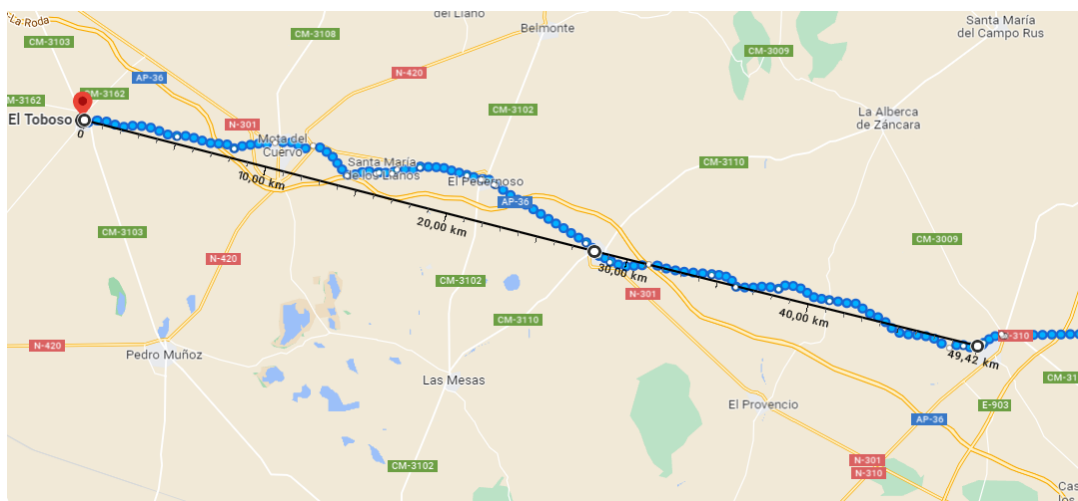 La Roda
del Llano
Santa María
del Campo Rus
CM-3103
CM-3108
Belmonte
CM-3009
N-420
AP-36
M-3162
CM-3162
CM-3102
La Alberca
de Záncara
El Toboso
0
N-301
Mota del
Cuervo
CM-3110
Santa María
de los Llanos
10,00 km
El Pedernoso
AP-36
20,00 km
CM-3103
CM-3009
N-420
30,00 km
CM-3102
N-301
CM-3110
40,00 km
N-310
N-420
Pedro Muñoz
49,42 km
Las Mesas
CM-31
El Provencio
E-903
AP-36
N-301
CM-3102
N-310
Cas
los